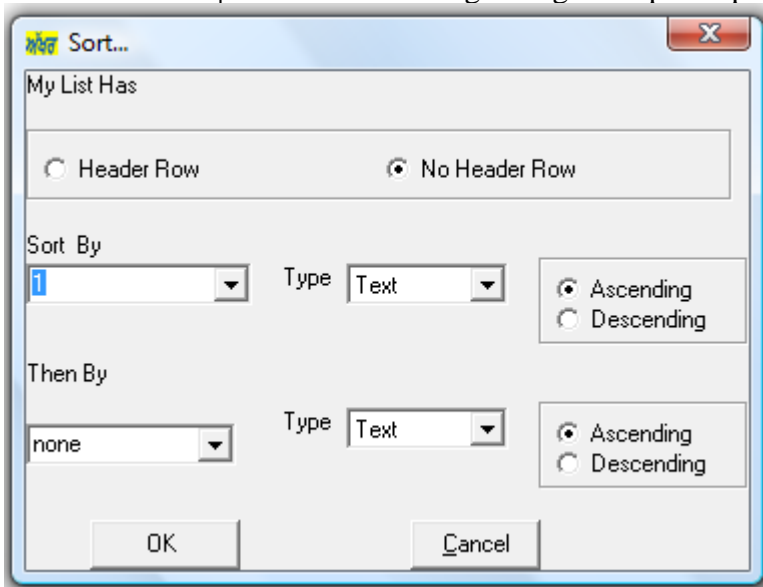 ਅੱਖਰ Sort...
My List Has
Header Row No Header Row
Sort By
1 Type Text Ascending
Descending
Then By
none Type Text Ascending
Descending
OK Cancel